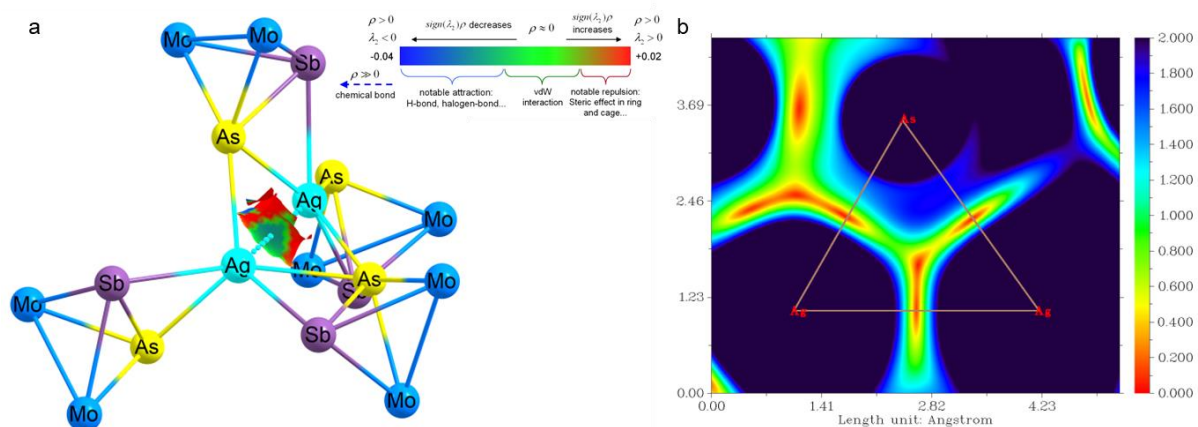 a
ρ > 0
λ₂ < 0
-0.04
sign(λ₂)ρ decreases
ρ ≈ 0
sign(λ₂)ρ
increases
ρ > 0
λ₂ > 0
+0.02
ρ ≫ 0
chemical bond
notable attraction:
H-bond, halogen-bond...
vdW
interaction
notable repulsion:
Steric effect in ring
and cage...
Mo
Mo
Sb
As
As
Ag
Mo
Ag
Mo
As
Mo
Sb
Sb
Mo
Sb
As
Mo
Mo
b
3.69
2.46
1.23
0.00
As
Ag
Ag
0.00 1.41 2.82 4.23
Length unit: Angstrom
2.000
1.800
1.600
1.400
1.200
1.000
0.800
0.600
0.400
0.200
0.000